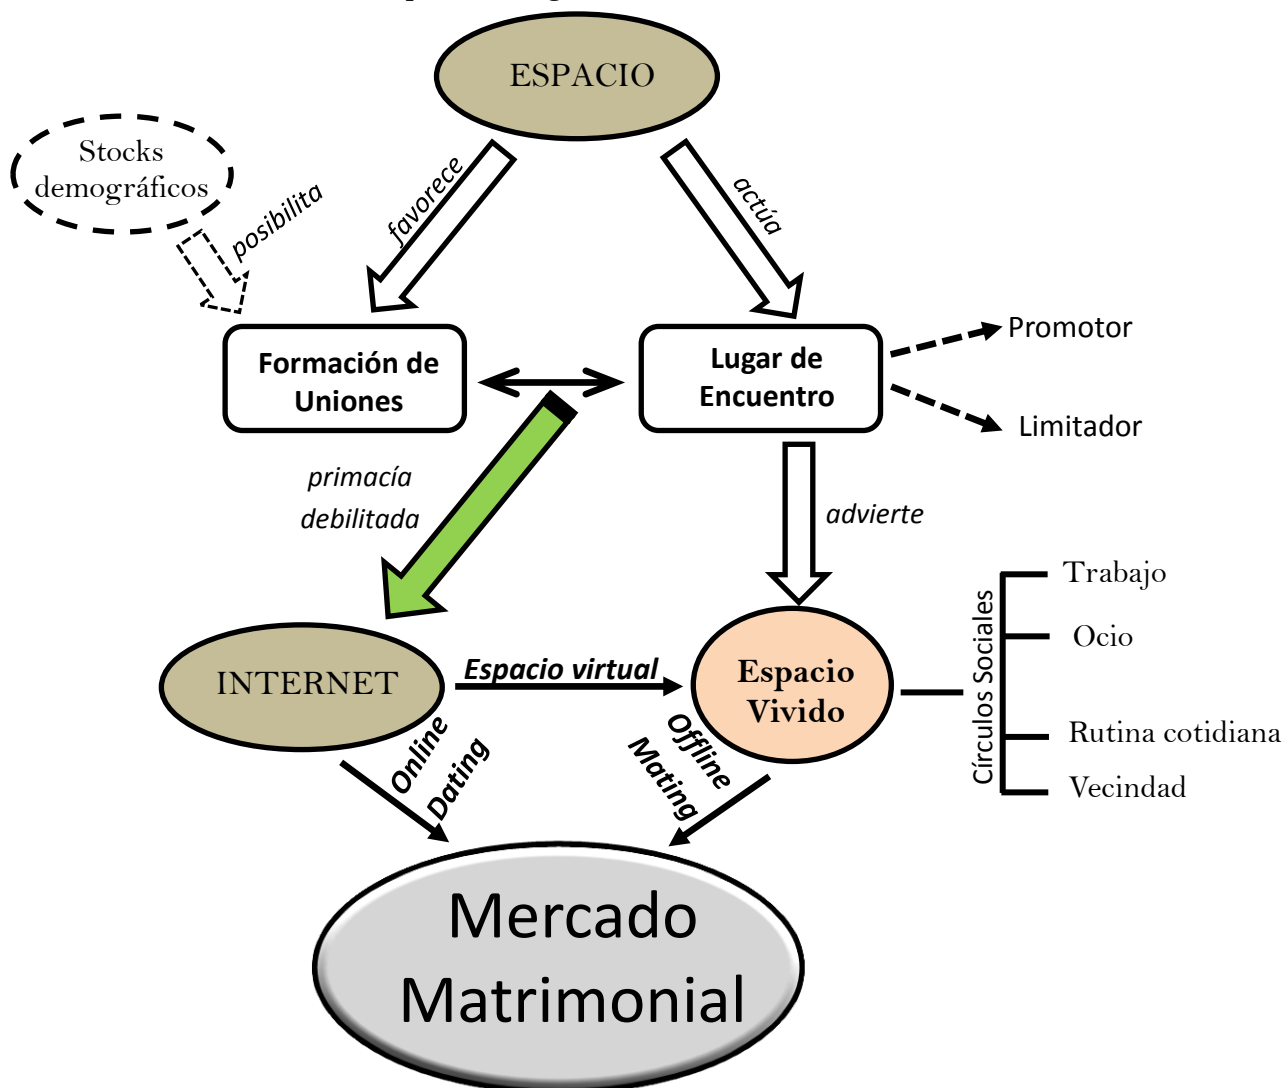 ESPACIO
Stocks
demográficos
posibilita
favorece
actúa
Formación de
Uniones
Lugar de
Encuentro
Promotor
Limitador
primacía
debilitada
advierte
INTERNET
Espacio virtual
Espacio
Vivido
Círculos Sociales
Trabajo
Ocio
Rutina cotidiana
Vecindad
Online
Dating
Offline
Mating
Mercado
Matrimonial